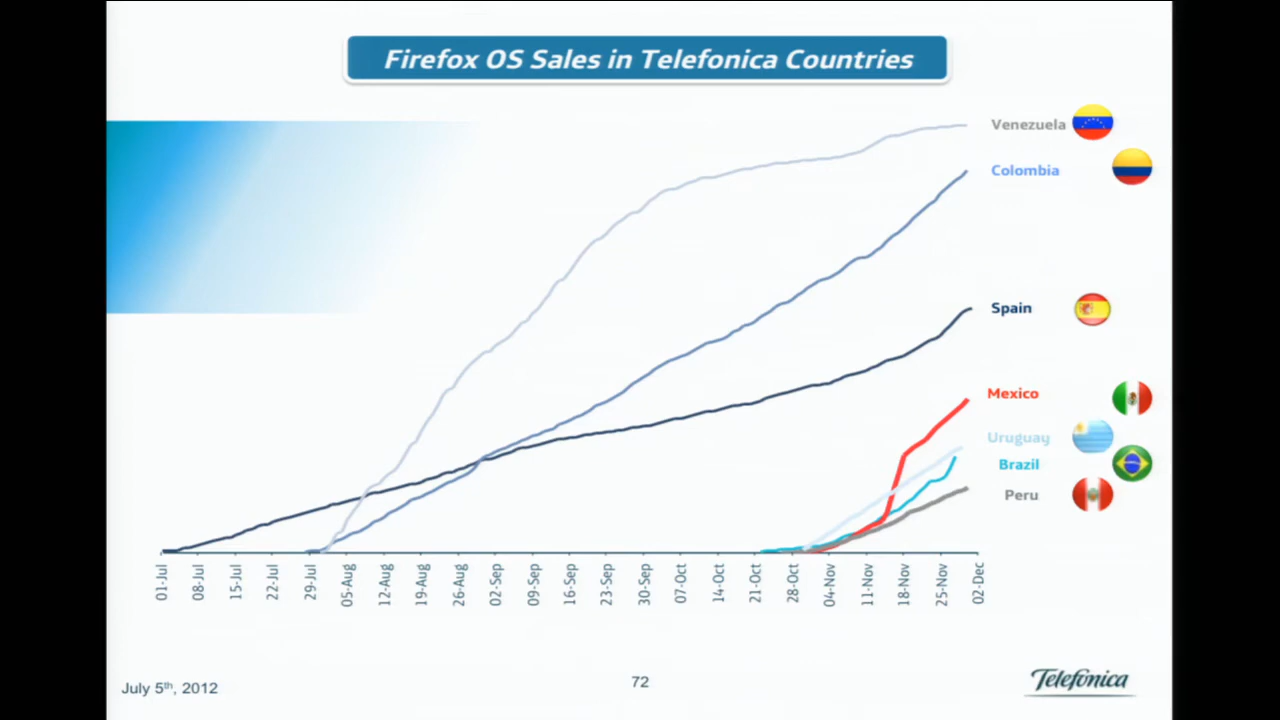 Firefox OS Sales in Telefonica Countries
Venezuela
Colombia
Spain
Mexico
Uruguay
Brazil
Peru
01-Jul
08-Jul
15-Jul
22-Jul
29-Jul
05-Aug
12-Aug
19-Aug
26-Aug
02-Sep
09-Sep
16-Sep
23-Sep
30-Sep
07-Oct
14-Oct
21-Oct
28-Oct
04-Nov
11-Nov
18-Nov
25-Nov
02-Dec
July 5th, 2012
72
Telefonica